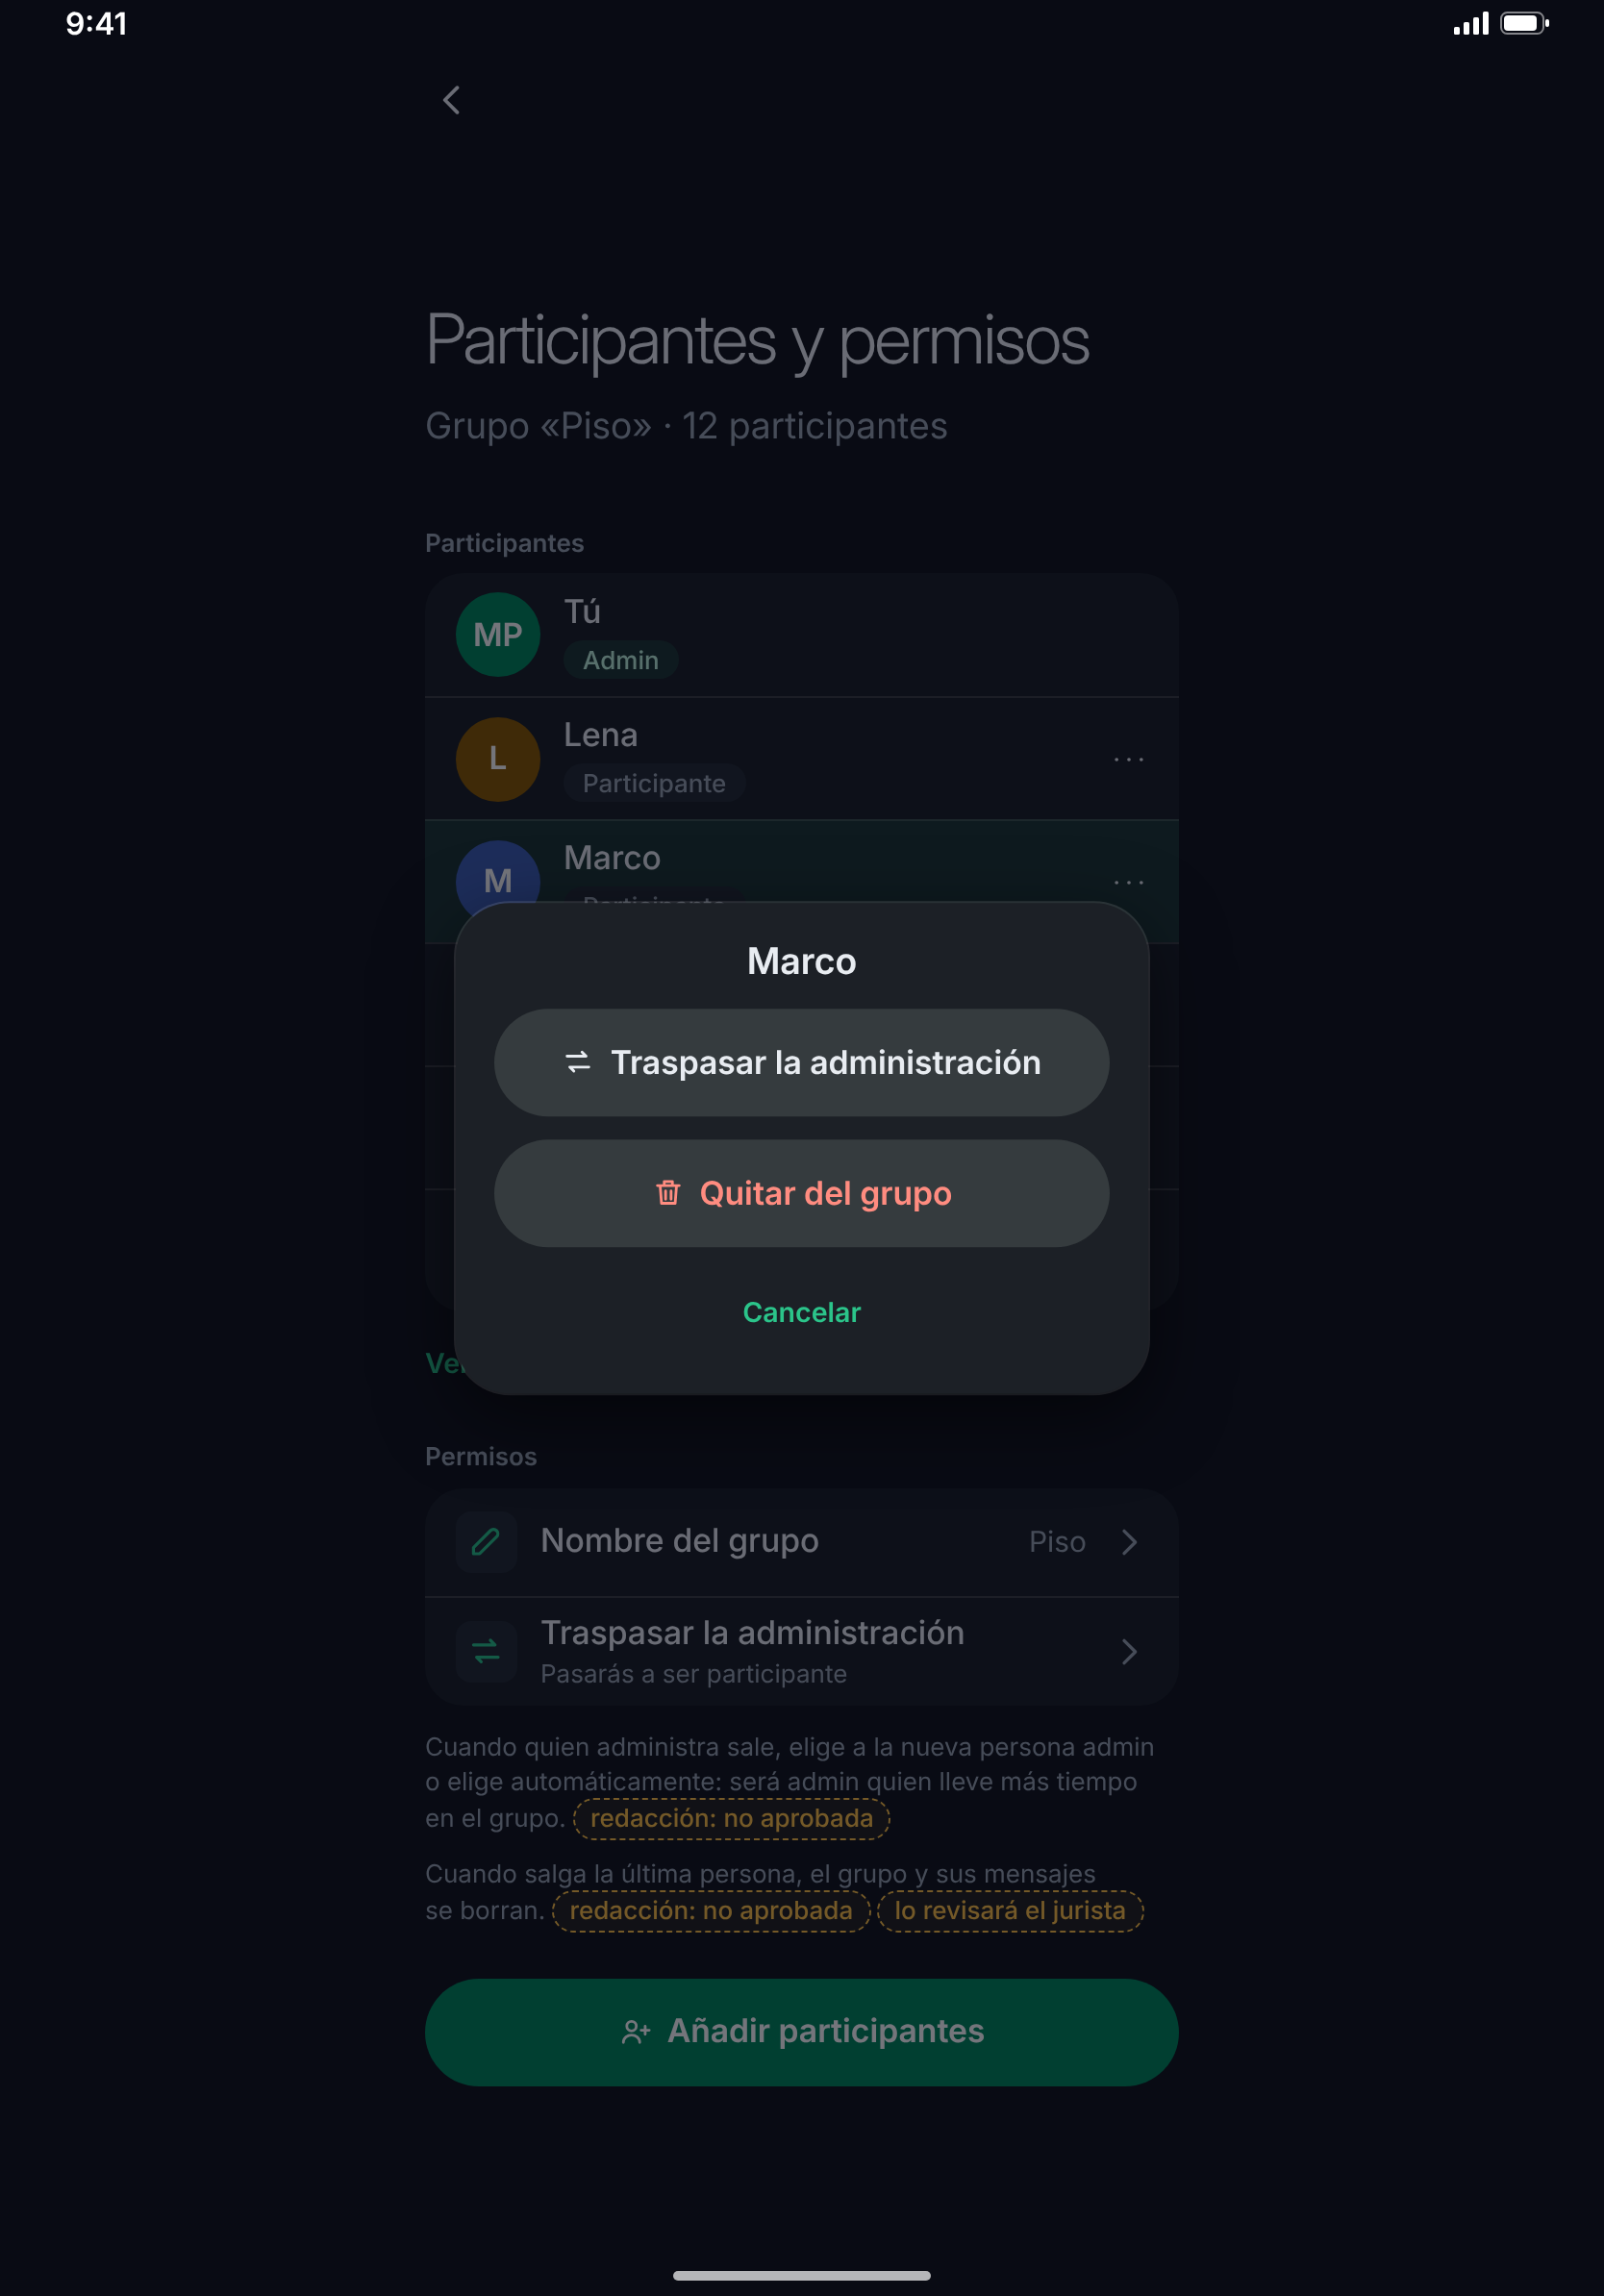 9:41
Participantes y permisos
Grupo «Piso» · 12 participantes
Participantes
MP
Tú
Admin
L
Lena
Participante
...
M
Marco
Participante
...
Marco
Traspasar la administración
Quitar del grupo
Cancelar
Permisos
Nombre del grupo
Piso
Traspasar la administración
Pasarás a ser participante
Cuando quien administra sale, elige a la nueva persona admin
o elige automáticamente: será admin quien lleve más tiempo
en el grupo. redacción: no aprobada
Cuando salga la última persona, el grupo y sus mensajes
se borran. redacción: no aprobada lo revisará el jurista
Añadir participantes